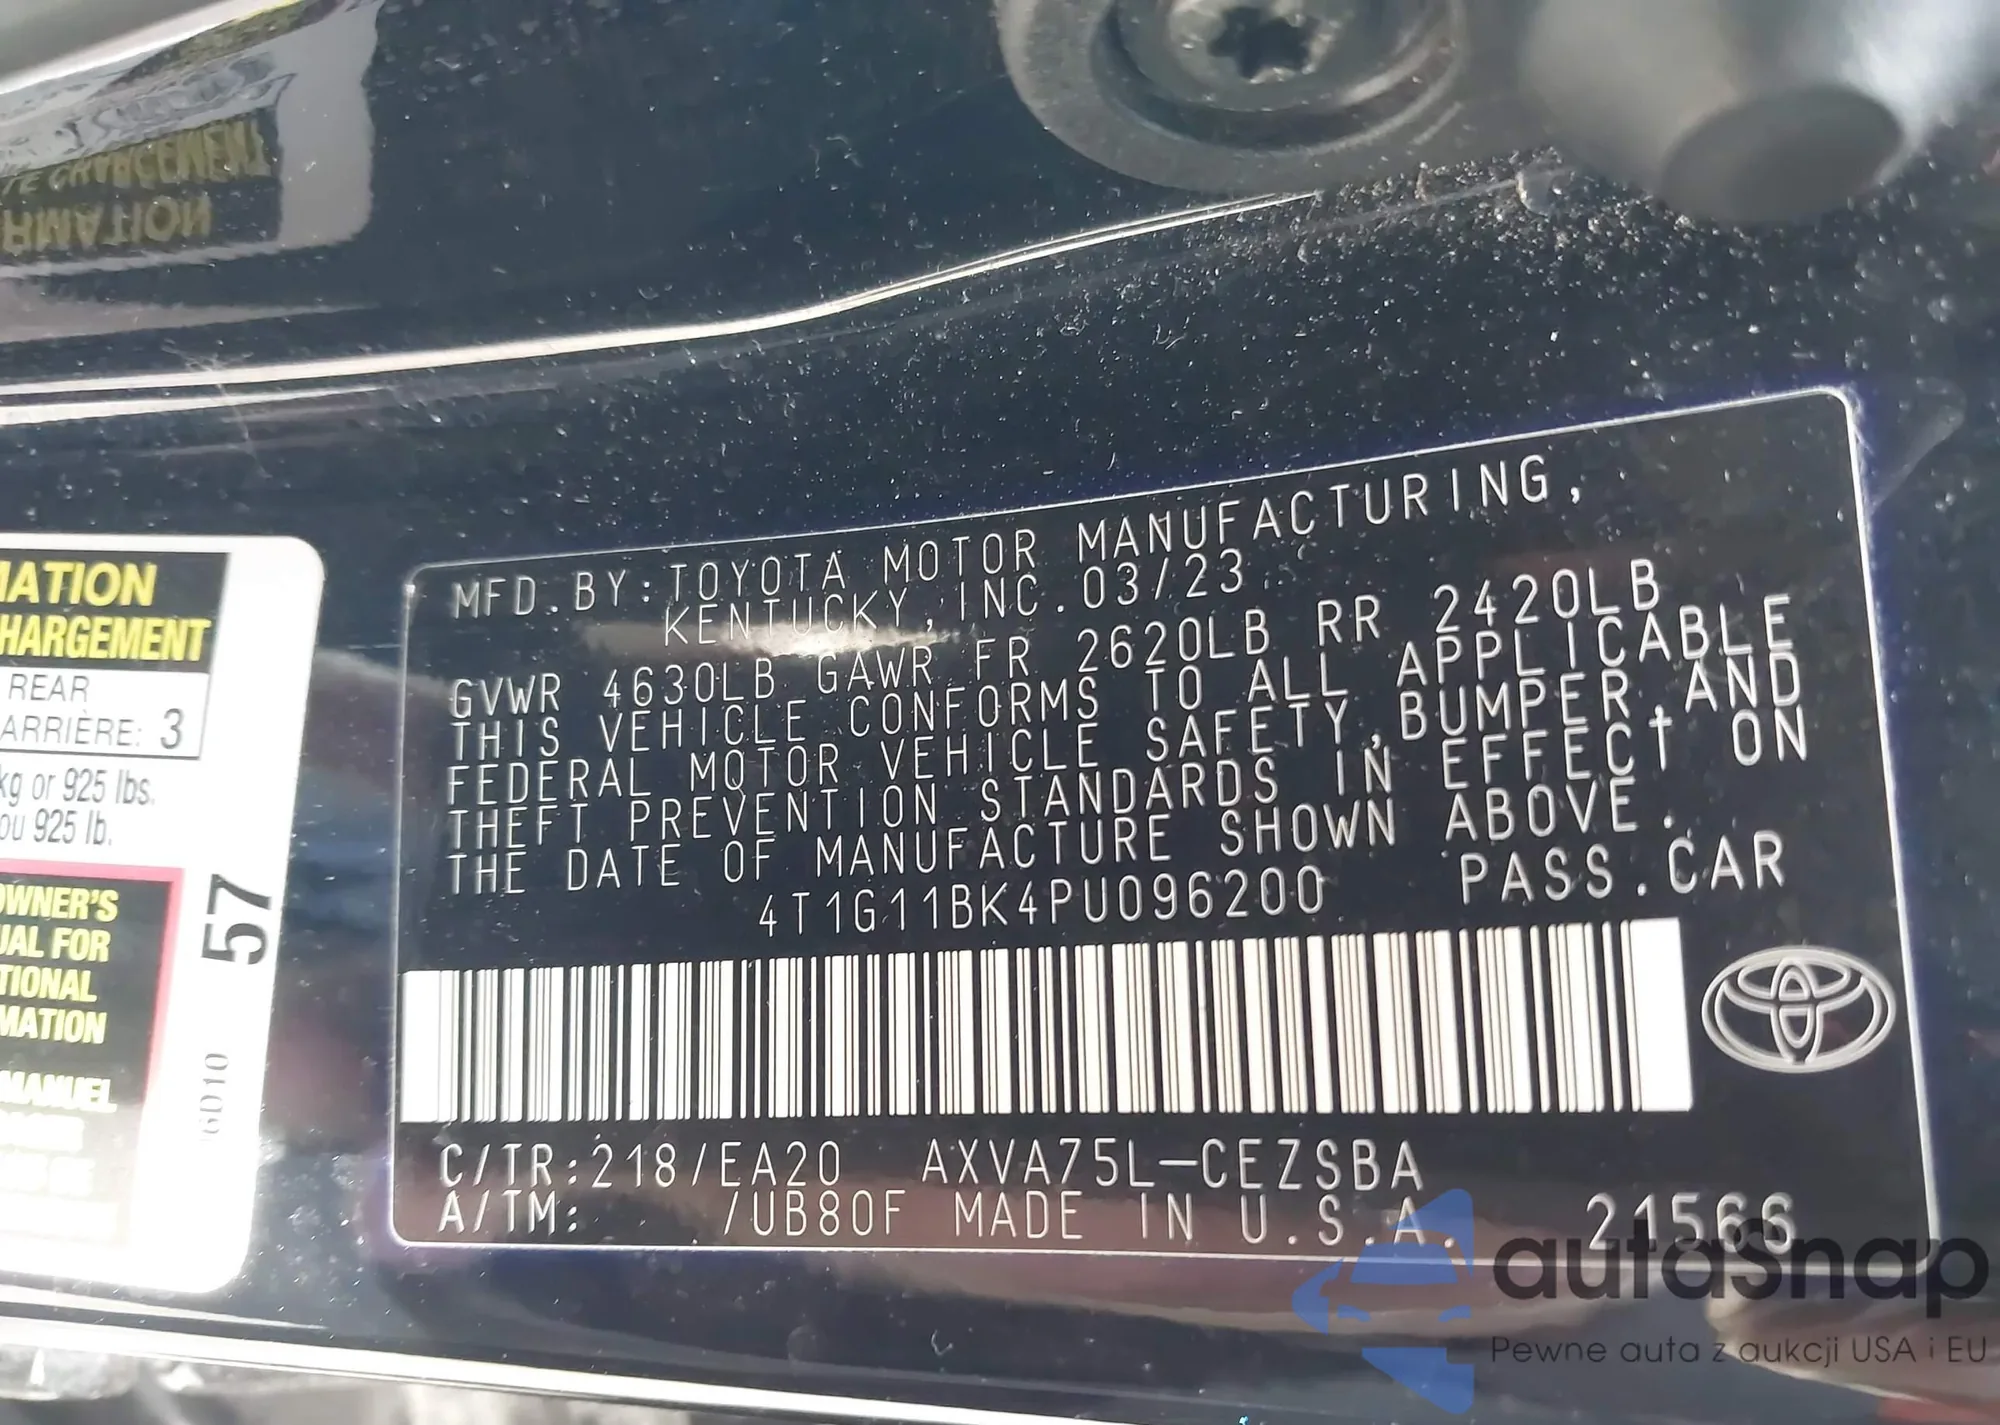 MATION
HARGEMENT
REAR
ARRIÈRE: 3
kg or 925 lbs.
ou 925 lb.
OWNER'S
UAL FOR
TIONAL
MATION
MANUEL
57
6D10
MFD.BY:TOYOTA MOTOR MANUFACTURING,
KENTUCKY,INC.03/23
GVWR 4630LB GAWR FR 2620LB RR 2420LB
THIS VEHICLE CONFORMS TO ALL APPLICABLE
FEDERAL MOTOR VEHICLE SAFETY,BUMPER,AND
THEFT PREVENTION STANDARDS IN EFFECT ON
THE DATE OF MANUFACTURE SHOWN ABOVE.
4T1G11BK4PU096200 PASS.CAR
C/TR:218/EA20 AXVA75L-CEZSBA
A/TM: /UB80F MADE IN U.S.A. 21566
autaSnap
Pewne auta z aukcji USA i EU